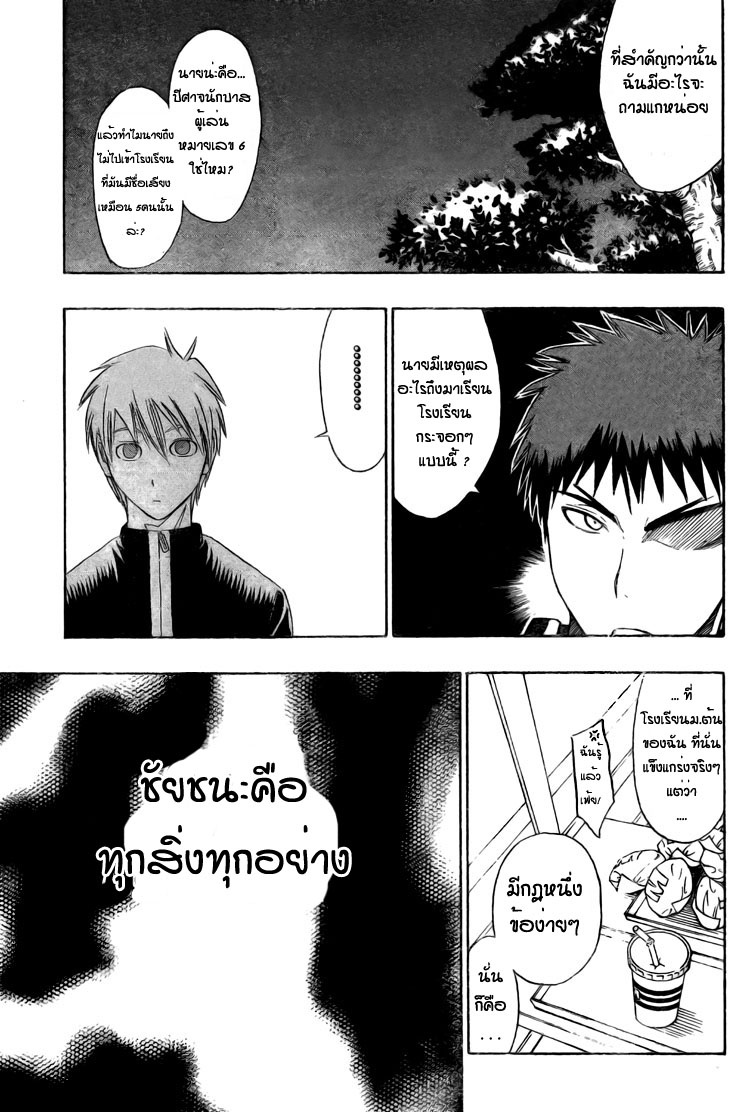 ที่สำคัญกว่านั้น
ฉันมีอะไรจะ
ถามแกหน่อย
นายน่ะคือ...
ปีศาจนักบาส
ผู้เล่น
หมายเลข 6
ใช่ไหม?
แล้วทำไมนายถึง
ไม่ไปเข้าโรงเรียน
ที่มันมีชื่อเสียง
เหมือน 5คนนั้น
ล่ะ?
นายมีเหตุผล
อะไรถึงมาเรียน
โรงเรียน
กระจอกๆ
แบบนี้ ?
... ที่
โรงเรียนม.ต้น
ของฉัน ที่นั่น
แข็งแกร่งจริงๆ
แต่ว่า
....
ฉันรู้
แล้ว
เฟ้ย!
มีกฎหนึ่ง
ข้อง่ายๆ
นั่น
ก็คือ
...
ชัยชนะคือ
ทุกสิ่งทุกอย่าง